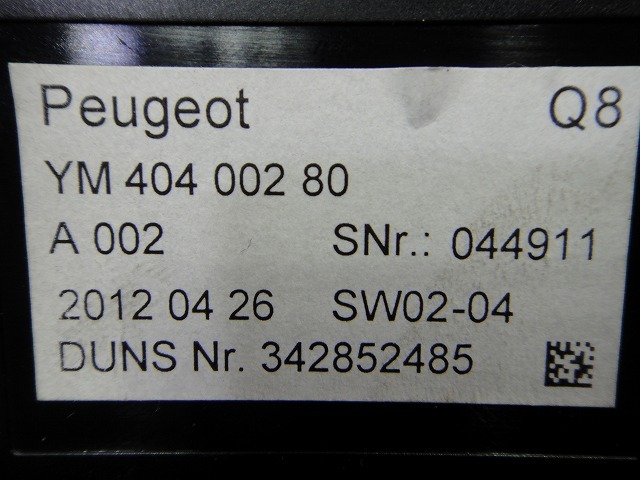 Peugeot Q8
YM 404 002 80
A 002 SNr.: 044911
2012 04 26 SW02-04
DUNS Nr. 342852485